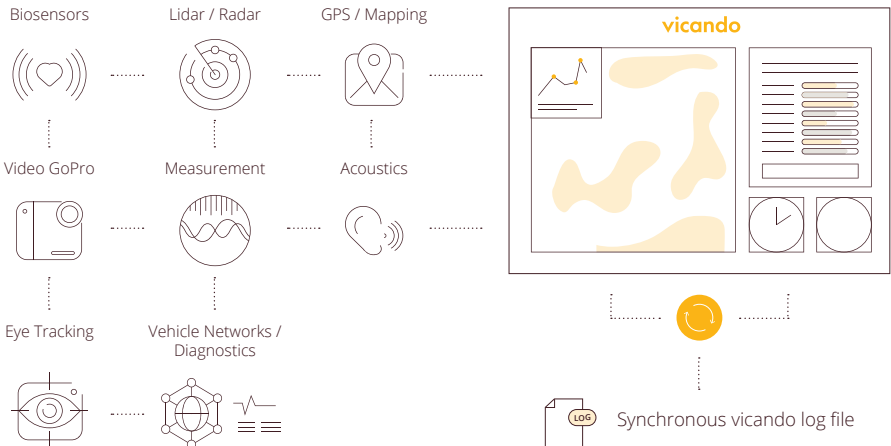 Biosensors
Lidar / Radar
GPS / Mapping
vicando
Video GoPro
Measurement
Acoustics
Eye Tracking
Vehicle Networks /
Diagnostics
LOG
Synchronous vicando log file